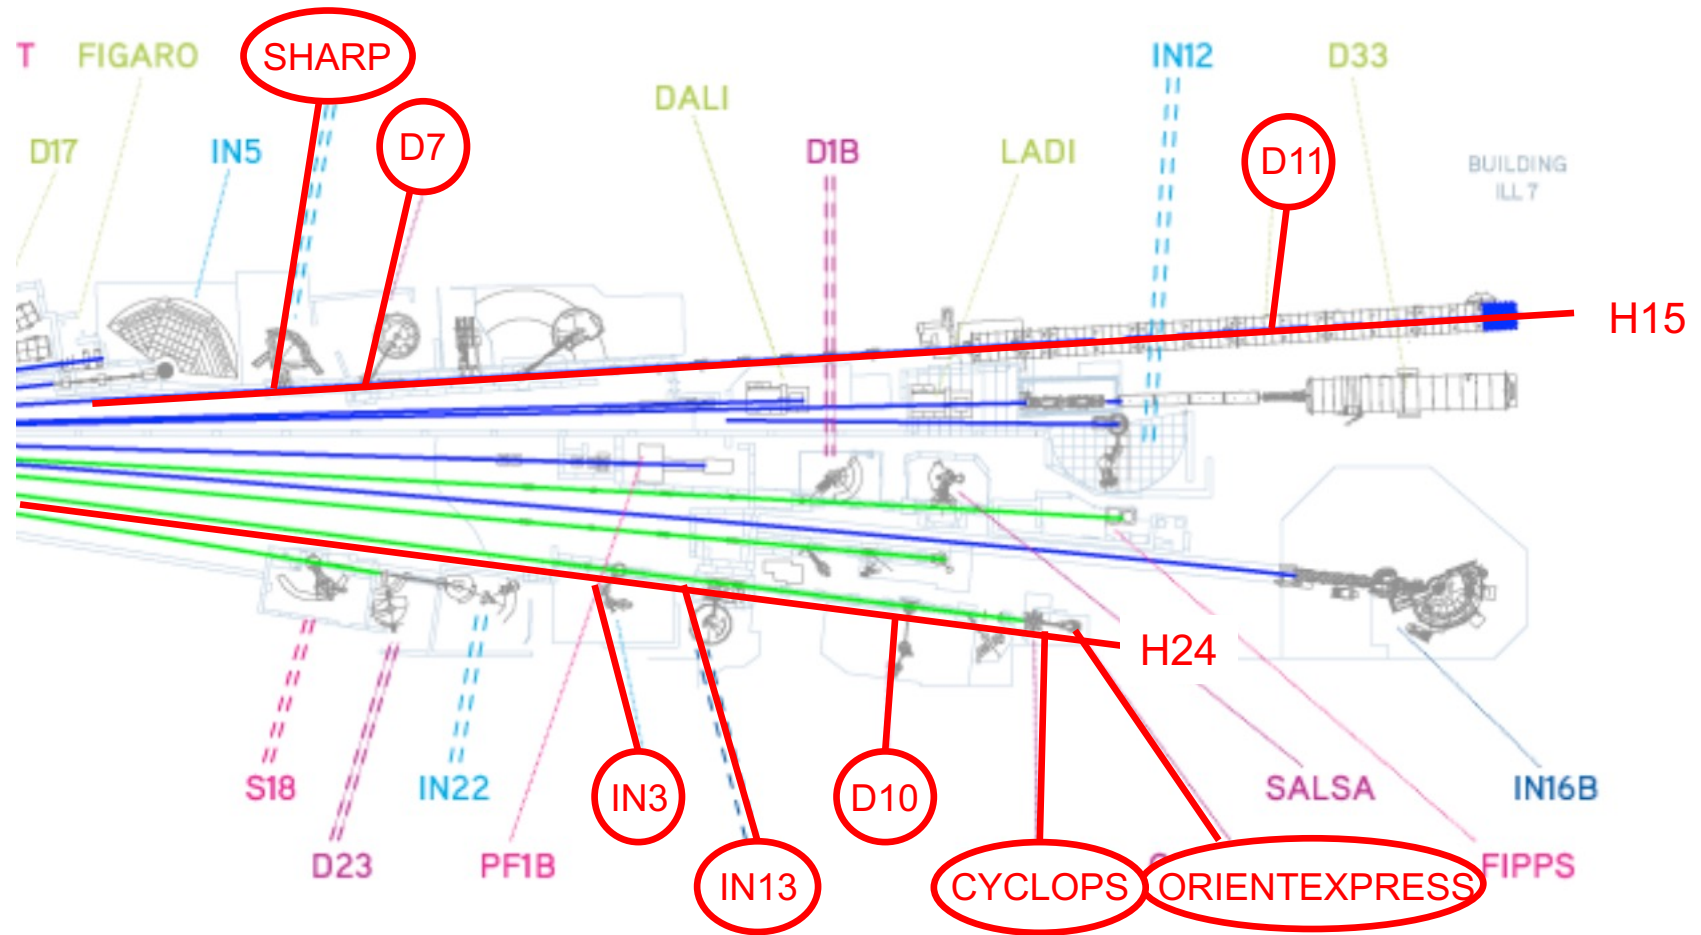 T FIGARO SHARP IN12 D33
DALI
D17 IN5 D7 D1B LADI D11 BUILDING
ILL 7
H15
H24
S18 IN22 IN3 D10 SALSA IN16B
D23 PF1B IN13 CYCLOPS ORIENTEXPRESS FIPPS